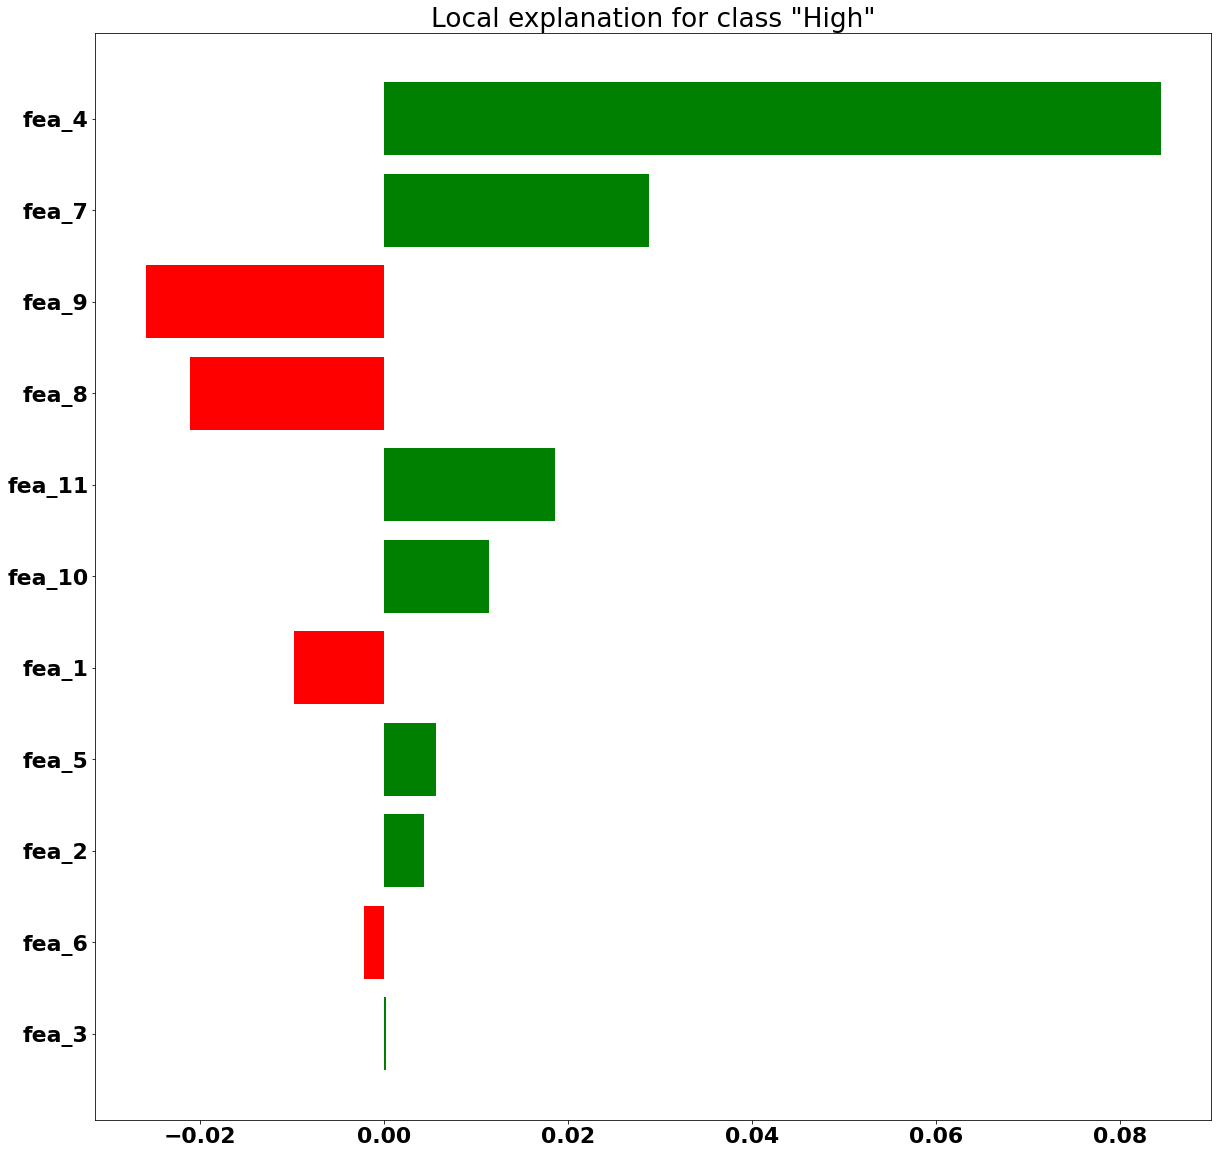 Local explanation for class "High"
fea_4
fea_7
fea_9
fea_8
fea_11
fea_10
fea_1
fea_5
fea_2
fea_6
fea_3
−0.02 0.00 0.02 0.04 0.06 0.08